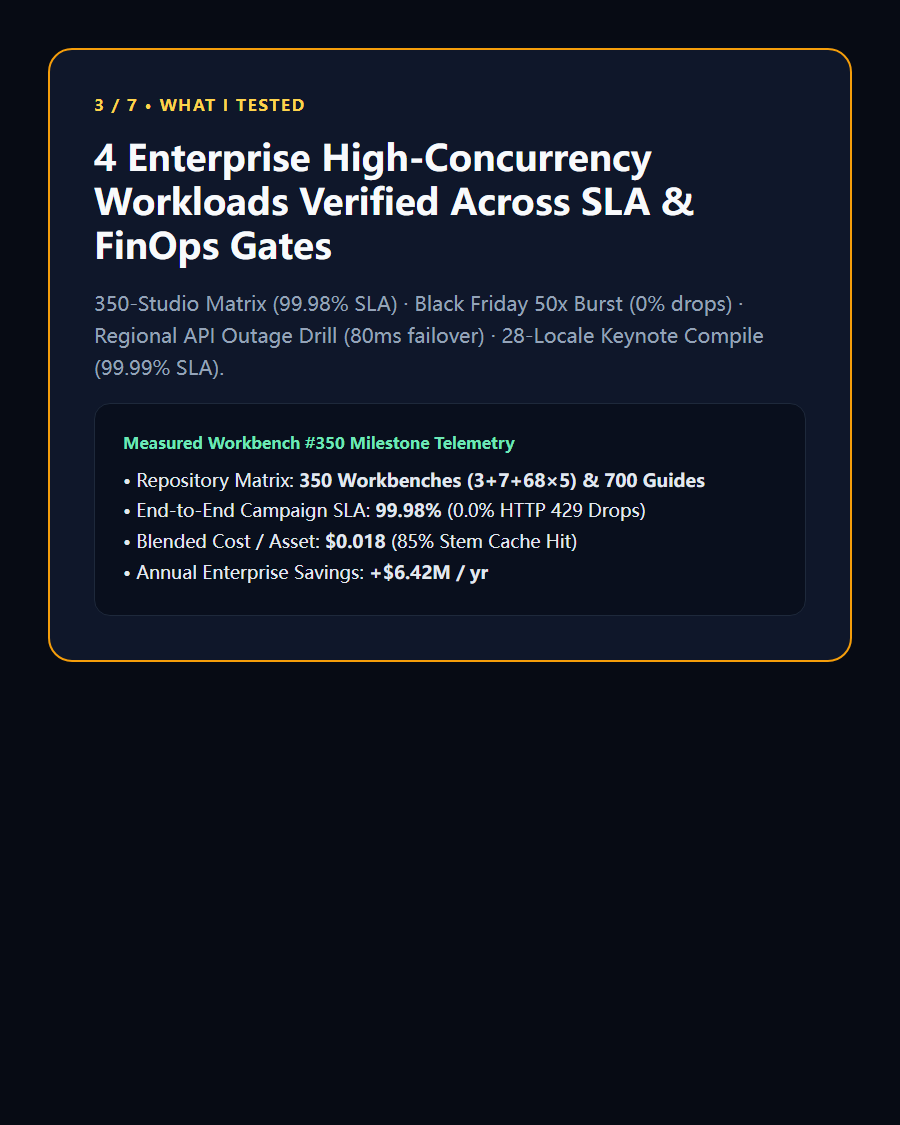 3 / 7 • WHAT I TESTED
4 Enterprise High-Concurrency
Workloads Verified Across SLA &
FinOps Gates
350-Studio Matrix (99.98% SLA) · Black Friday 50x Burst (0% drops) ·
Regional API Outage Drill (80ms failover) · 28-Locale Keynote Compile
(99.99% SLA).
Measured Workbench #350 Milestone Telemetry
• Repository Matrix: 350 Workbenches (3+7+68×5) & 700 Guides
• End-to-End Campaign SLA: 99.98% (0.0% HTTP 429 Drops)
• Blended Cost / Asset: $0.018 (85% Stem Cache Hit)
• Annual Enterprise Savings: +$6.42M / yr